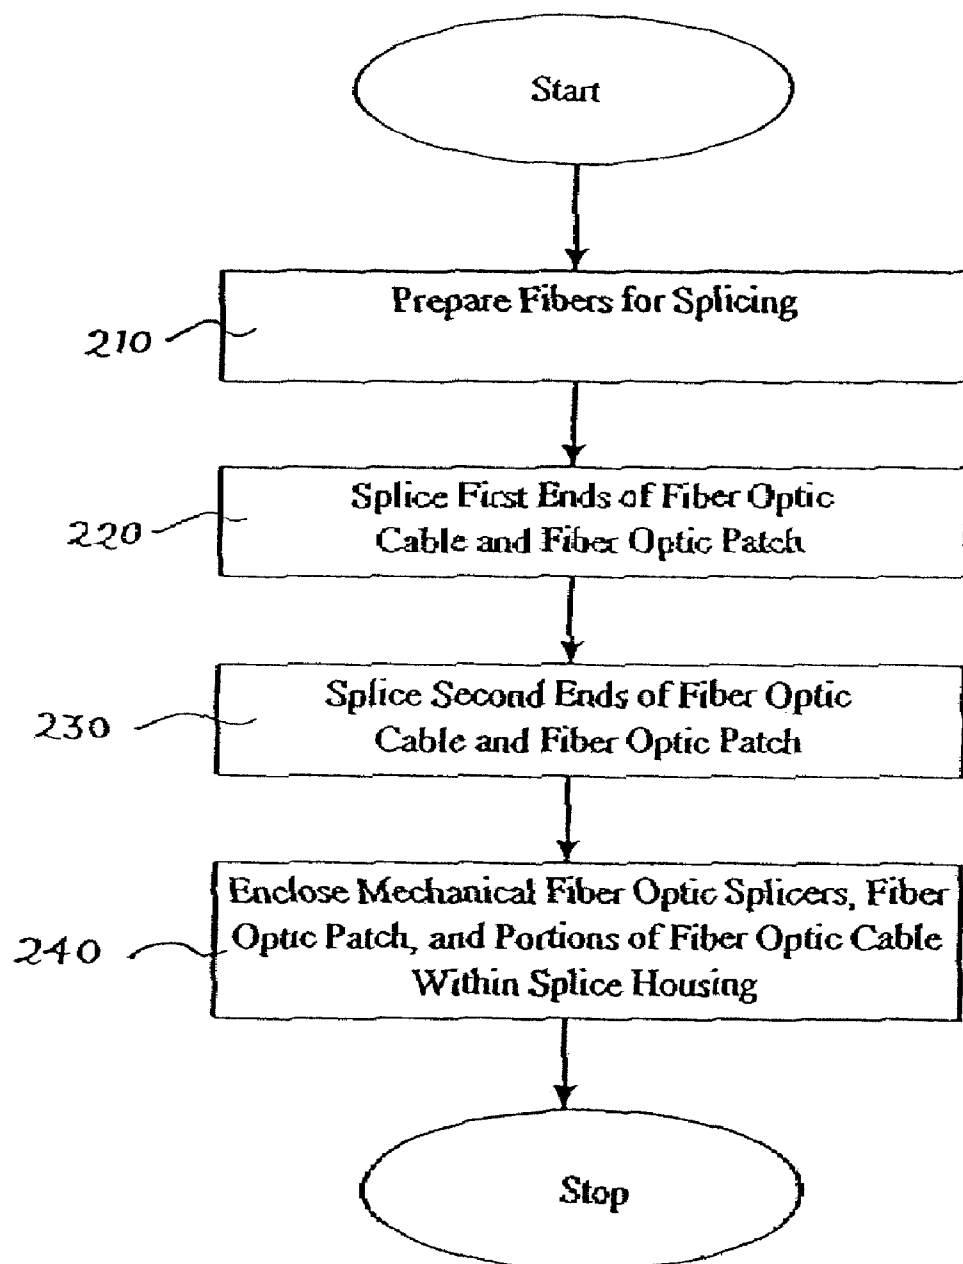 Start
Prepare Fibers for Splicing
210
Splice First Ends of Fiber Optic
Cable and Fiber Optic Patch
220
Splice Second Ends of Fiber Optic
Cable and Fiber Optic Patch
230
Enclose Mechanical Fiber Optic Splicers, Fiber
Optic Patch, and Portions of Fiber Optic Cable
Within Splice Housing
240
Stop